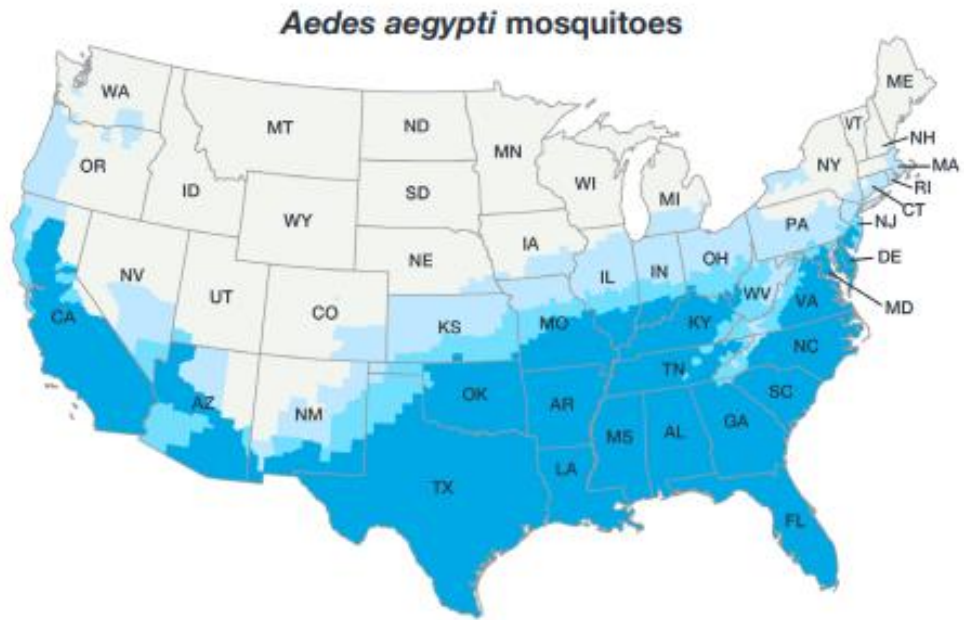 Aedes aegypti mosquitoes
WA
MT
ND
MN
ME
VT
NH
OR
ID
SD
WI
MI
NY
MA
RI
CT
WY
IA
PA
NJ
NE
NV
UT
CO
IL
IN
OH
DE
WV
VA
MD
CA
KS
MO
KY
NC
TN
AZ
NM
OK
AR
SC
MS
AL
GA
TX
LA
FL